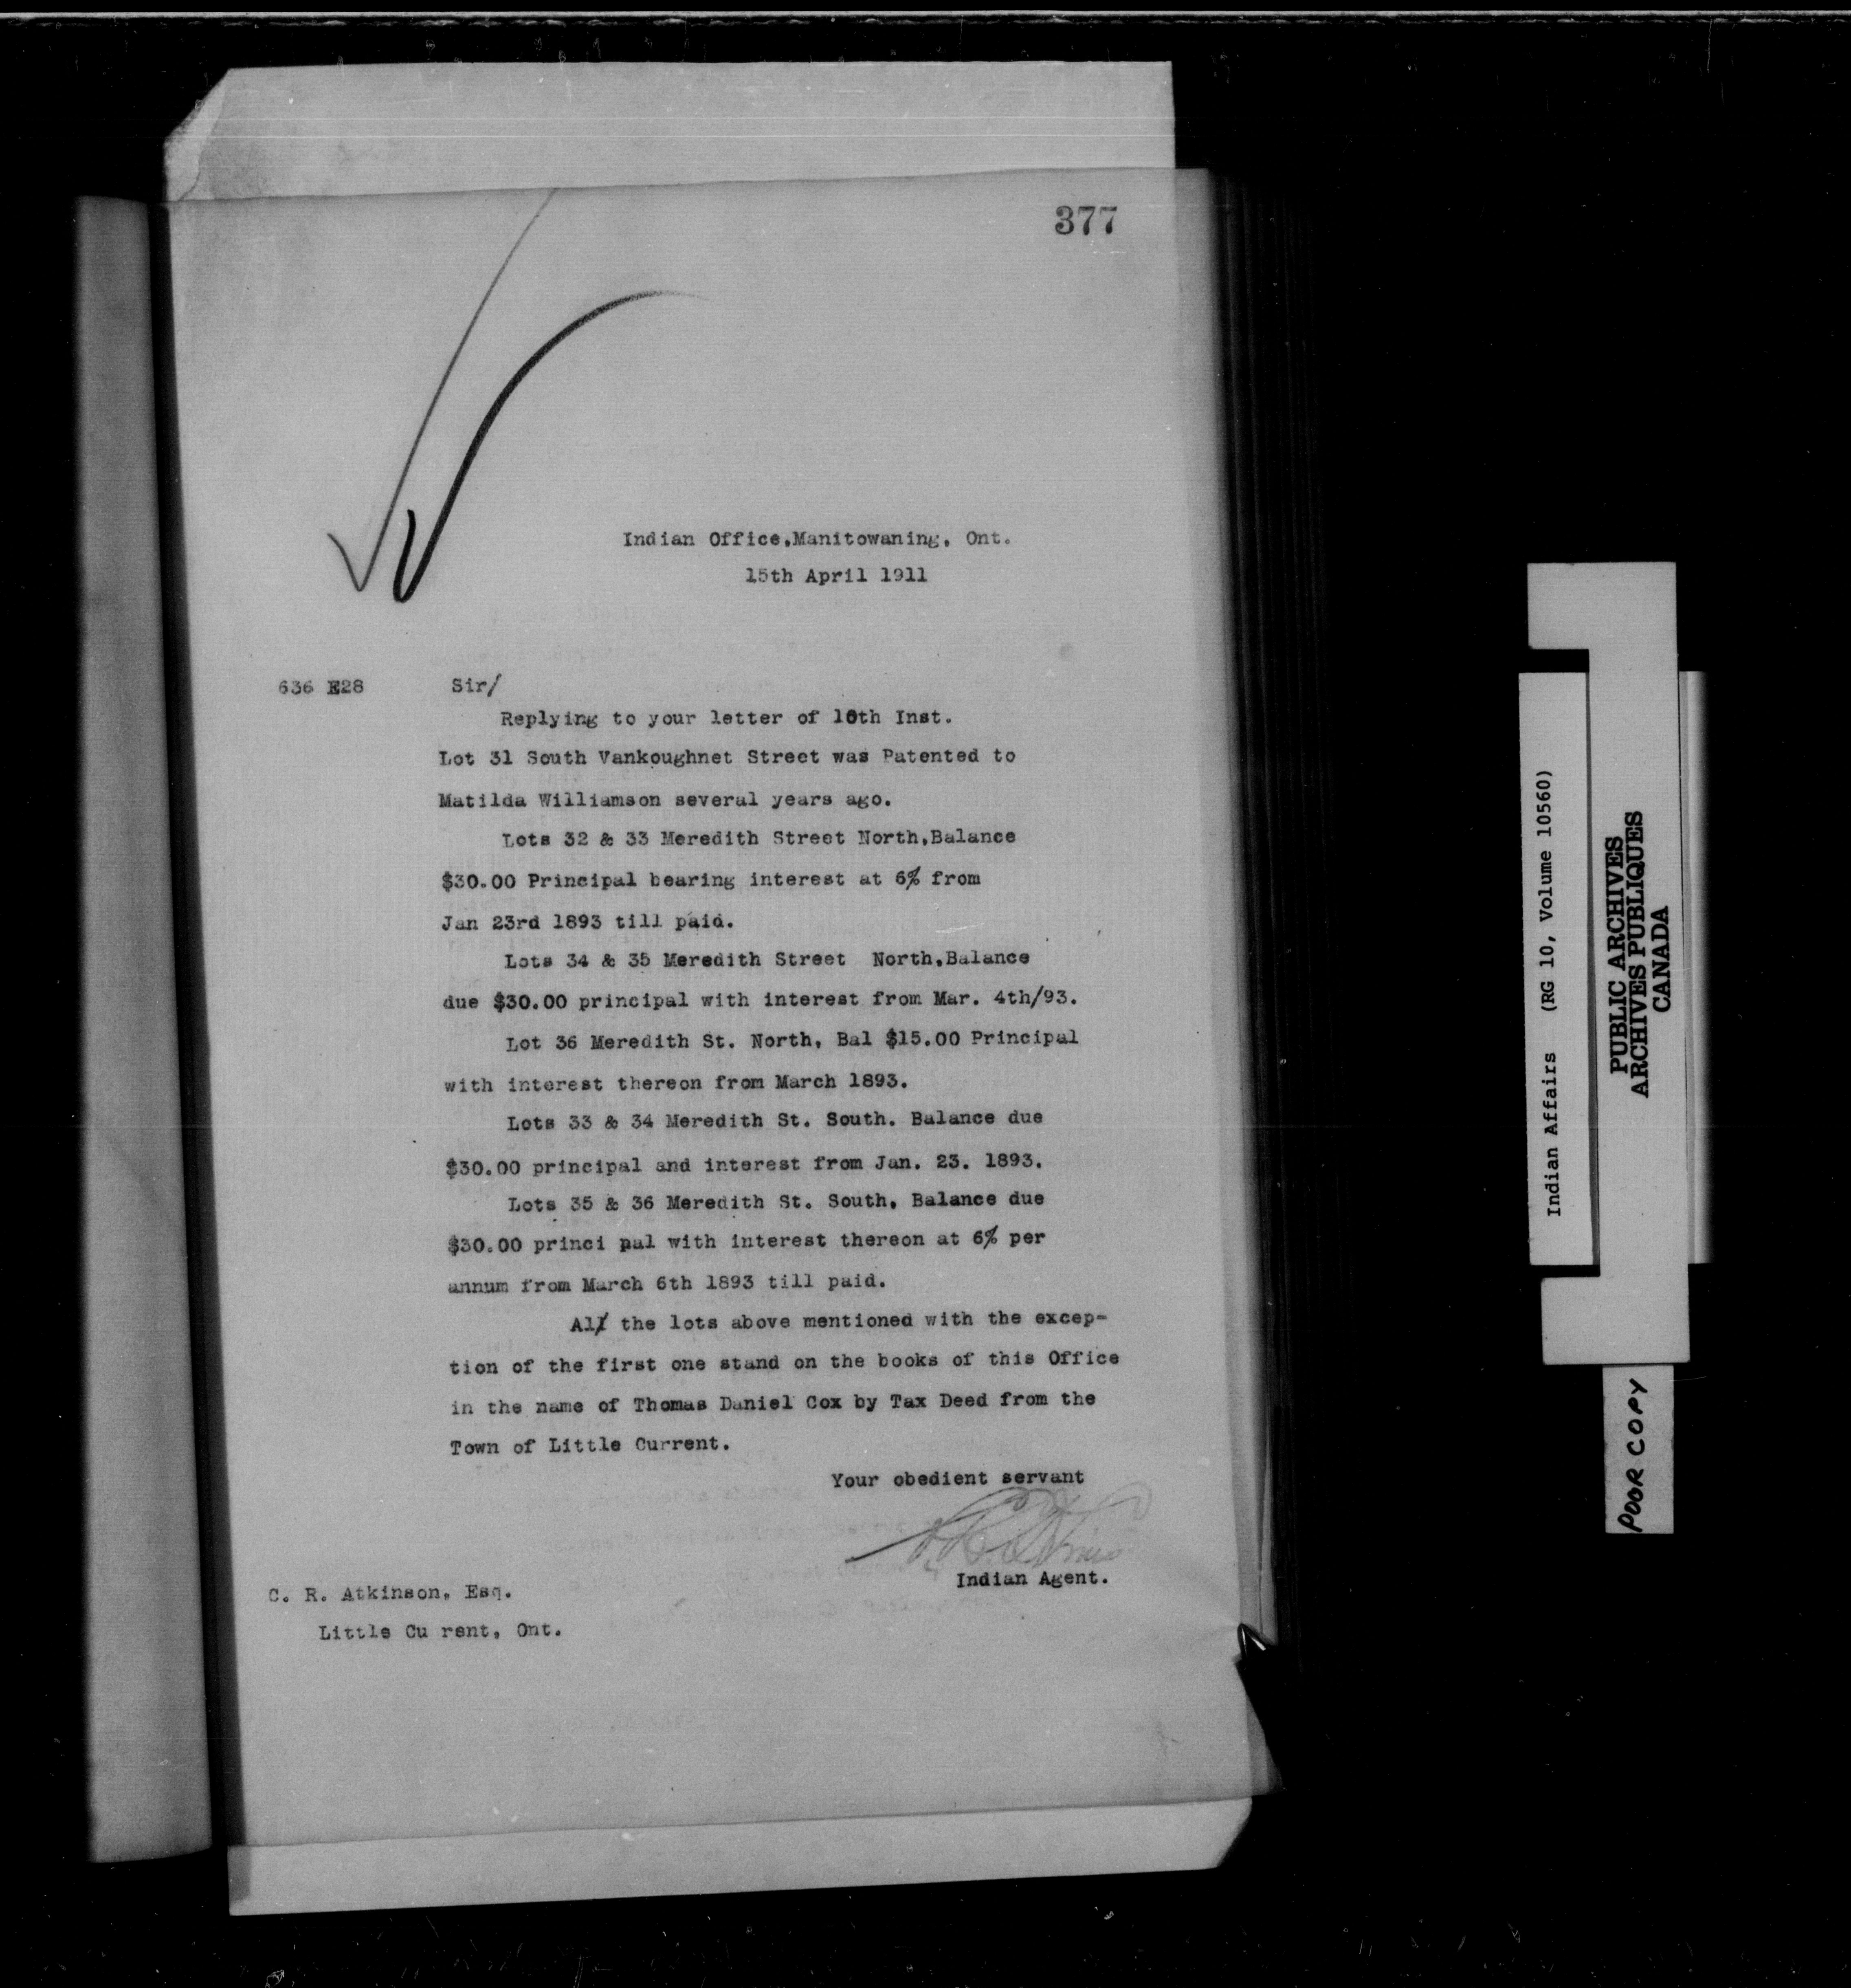 377
Indian Office,Manitowaning, Ont.
15th April 1911
636 E28 Sir/
Replying to your letter of 10th Inst.
Lot 31 South Vankoughnet Street was Patented to
Matilda Williamson several years ago.
Lots 32 & 33 Meredith Street North,Balance
$30.00 Principal bearing interest at 6% from
Jan 23rd 1893 till paid.
Lots 34 & 35 Meredith Street North,Balance
due $30.00 principal with interest from Mar. 4th/93.
Lot 36 Meredith St. North, Bal $15.00 Principal
with interest thereon from March 1893.
Lots 33 & 34 Meredith St. South. Balance due
$30.00 principal and interest from Jan. 23. 1893.
Lots 35 & 36 Meredith St. South, Balance due
$30.00 princi pal with interest thereon at 6% per
annum from March 6th 1893 till paid.
All the lots above mentioned with the excep-
tion of the first one stand on the books of this Office
in the name of Thomas Daniel Cox by Tax Deed from the
Town of Little Current.
Your obedient servant
Indian Agent.
C. R. Atkinson, Esq.
Little Cu rent, Ont.
Indian Affairs (RG 10, Volume 10560)
PUBLIC ARCHIVES
ARCHIVES PUBLIQUES
CANADA
POOR COPY